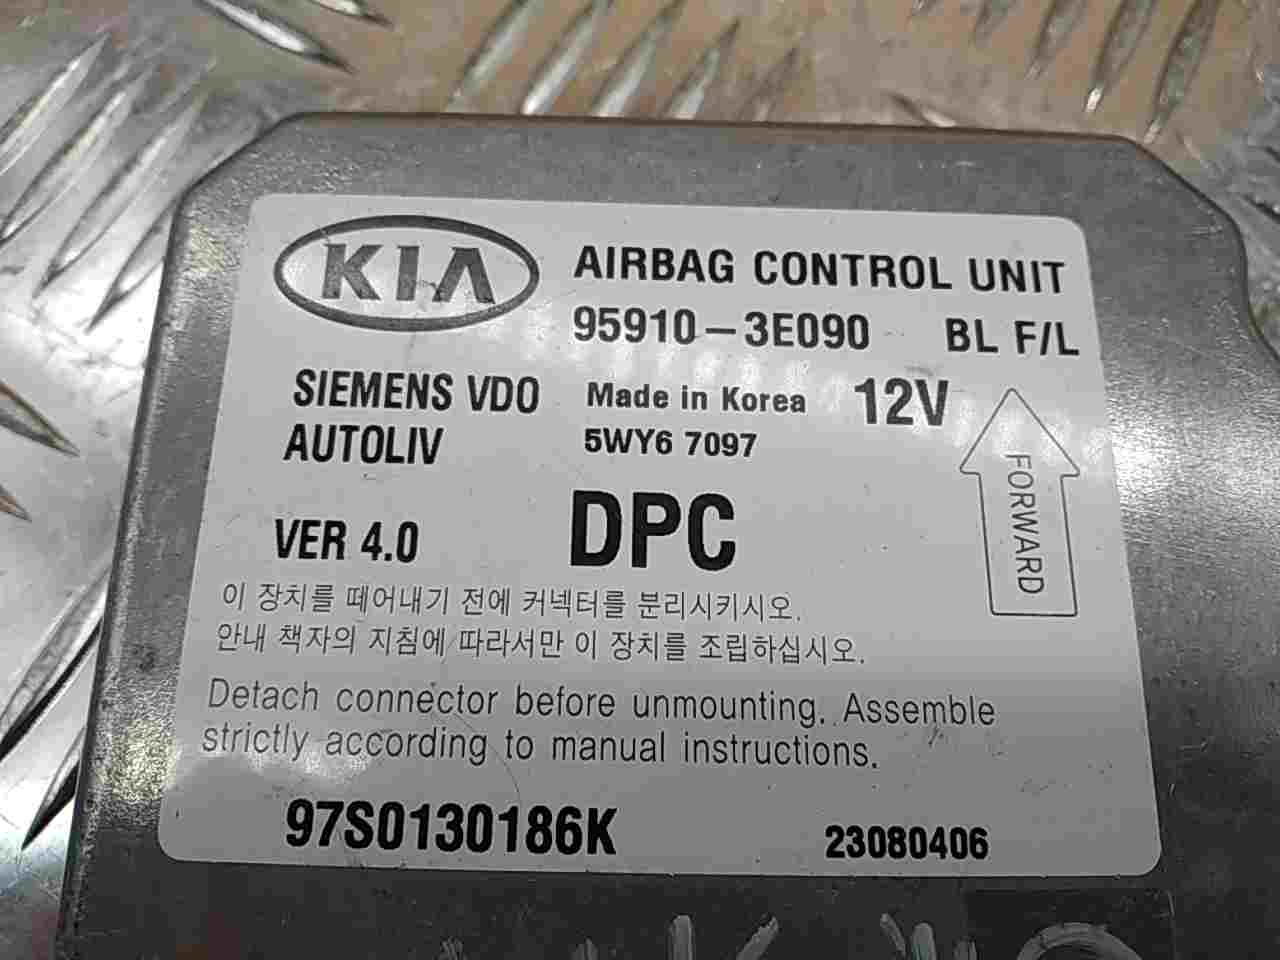 KIA AIRBAG CONTROL UNIT
95910-3E090 BL F/L
SIEMENS VDO Made in Korea 12V
AUTOLIV 5WY6 7097
FORWARD
VER 4.0 DPC
이 장치를 떼어내기 전에 커넥터를 분리시키시오.
안내 책자의 지침에 따라서만 이 장치를 조립하십시오.
Detach connector before unmounting. Assemble
strictly according to manual instructions.
97S0130186K 23080406